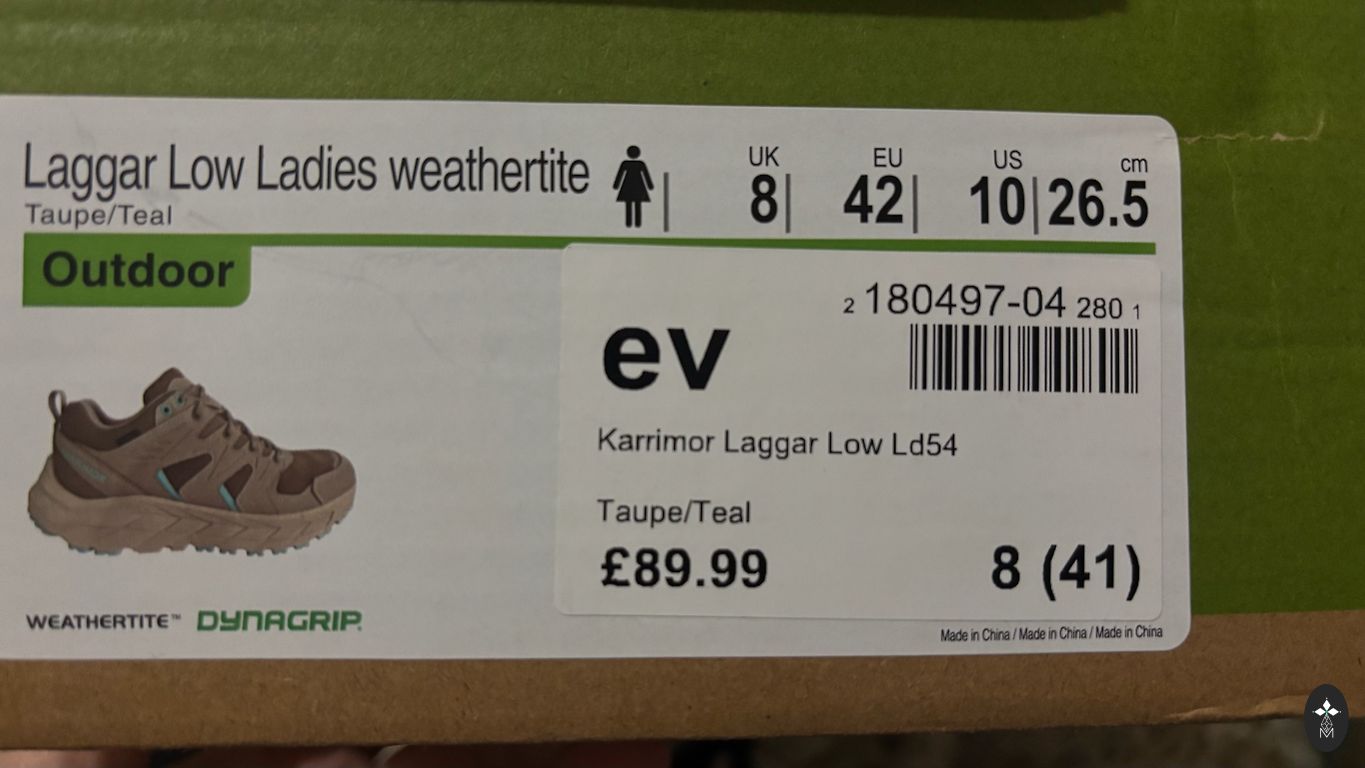 Laggar Low Ladies weathertite
Taupe/Teal
UK EU US cm
8 42 10 26.5
Outdoor
2 180497-04 280 1
ev
Karrimor Laggar Low Ld54
Taupe/Teal
£89.99 8 (41)
WEATHERTITE™ DYNAGRIP.
Made in China / Made in China / Made in China
M